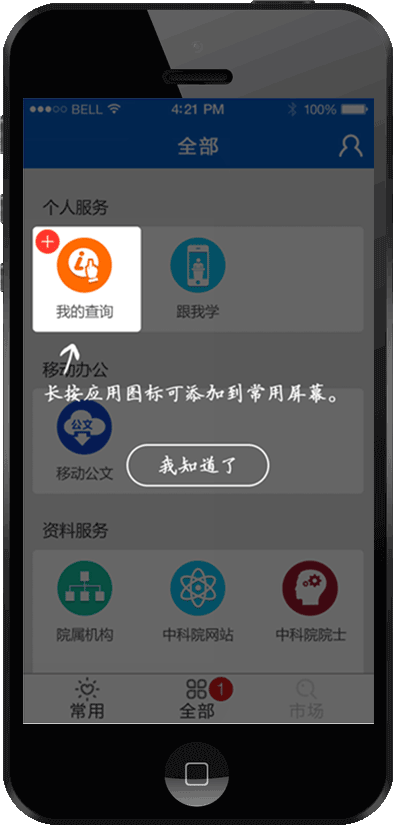 BELL 4:21 PM 100%
全部
个人服务
我的查询 跟我学
移动办公
长按应用图标可添加到常用屏幕。
公文
移动公文
我知道了
资料服务
院属机构 中科院网站 中科院院士
1
常用 全部 市场